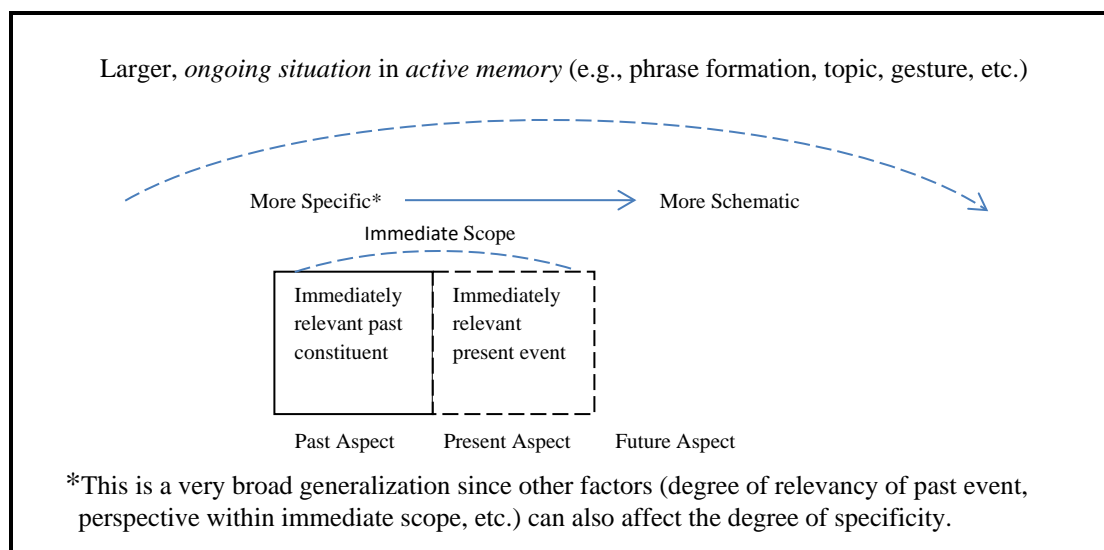 Larger, ongoing situation in active memory (e.g., phrase formation, topic, gesture, etc.)
More Specific* More Schematic
Immediate Scope
Immediately
relevant past
constituent
Immediately
relevant
present event
Past Aspect Present Aspect Future Aspect
*This is a very broad generalization since other factors (degree of relevancy of past event,
perspective within immediate scope, etc.) can also affect the degree of specificity.